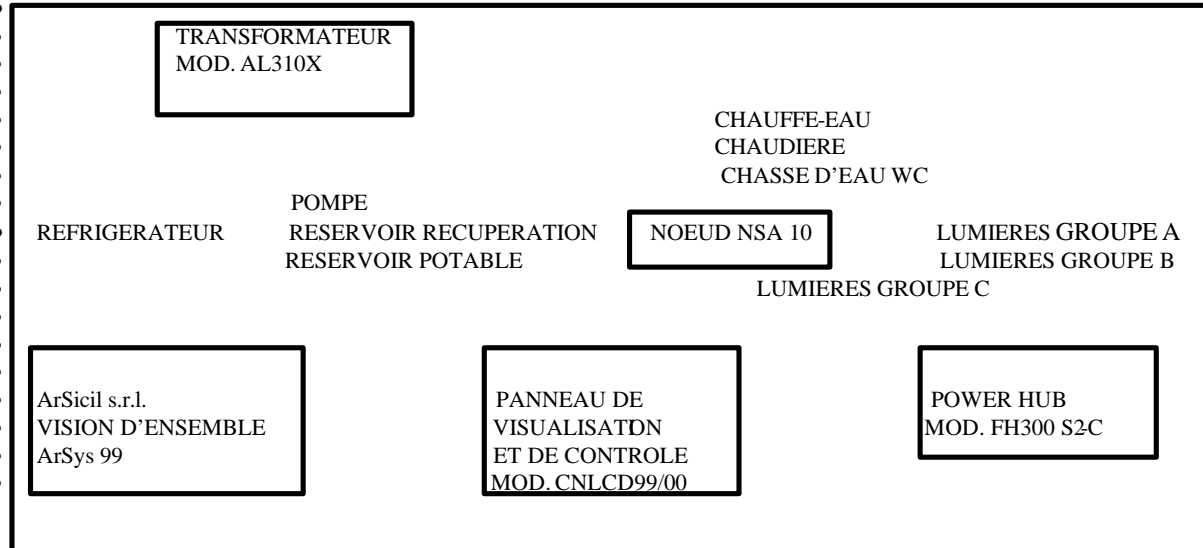 TRANSFORMATEUR
MOD. AL310X
CHAUFFE-EAU
CHAUDIERE
CHASSE D'EAU WC
POMPE
REFRIGERATEUR
RESERVOIR RECUPERATION
RESERVOIR POTABLE
NOEUD NSA 10
LUMIERES GROUPE A
LUMIERES GROUPE B
LUMIERES GROUPE C
ArSicil s.r.l.
VISION D'ENSEMBLE
ArSys 99
PANNEAU DE
VISUALISATION
ET DE CONTROLE
MOD. CNLCD99/00
POWER HUB
MOD. FH300 S2-C